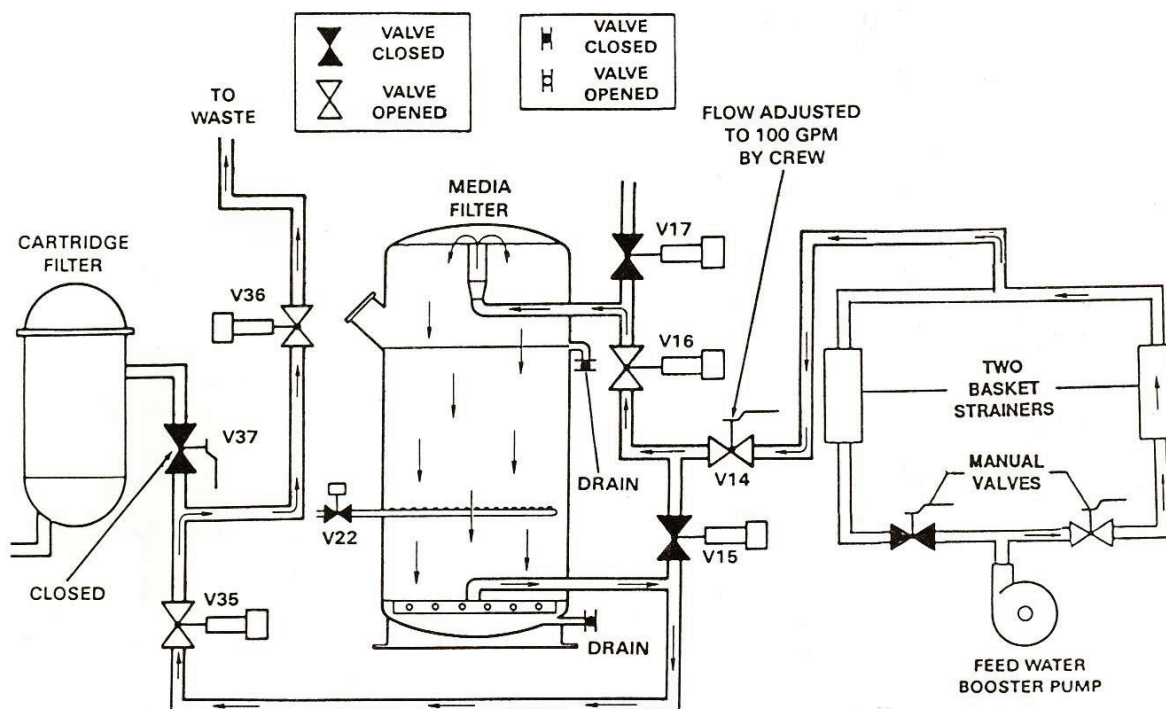 VALVE
CLOSED
VALVE
OPENED
VALVE
CLOSED
VALVE
OPENED
TO
WASTE
FLOW ADJUSTED
TO 100 GPM
BY CREW
MEDIA
FILTER
CARTRIDGE
FILTER
V17
V36
V16
TWO
BASKET
STRAINERS
V37
V14
DRAIN
MANUAL
VALVES
V22
V15
CLOSED
V35
DRAIN
FEED WATER
BOOSTER PUMP